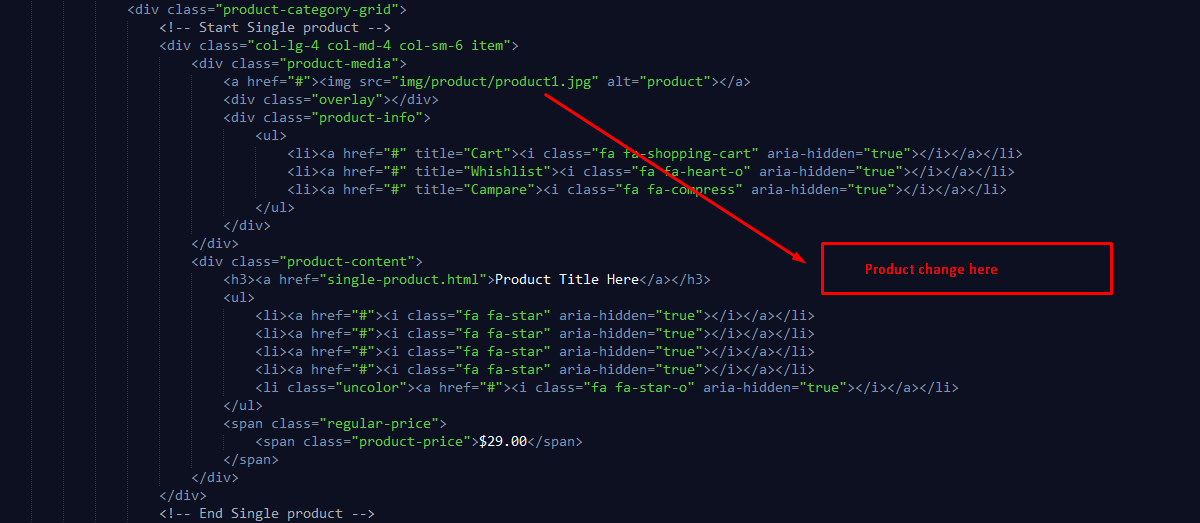 <div class="product-category-grid">
<!-- Start Single product -->
<div class="col-lg-4 col-md-4 col-sm-6 item">
<div class="product-media">
<a href="#"><img src="img/product/product1.jpg" alt="product"></a>
<div class="overlay"></div>
<div class="product-info">
<ul>
<li><a href="#" title="Cart"><i class="fa fa-shopping-cart" aria-hidden="true"></i></a></li>
<li><a href="#" title="Whishlist"><i class="fa fa-heart-o" aria-hidden="true"></i></a></li>
<li><a href="#" title="Campare"><i class="fa fa-compress" aria-hidden="true"></i></a></li>
</ul>
</div>
</div>
<div class="product-content">
Product change here
<h3><a href="single-product.html">Product Title Here</a></h3>
<ul>
<li><a href="#"><i class="fa fa-star" aria-hidden="true"></i></a></li>
<li><a href="#"><i class="fa fa-star" aria-hidden="true"></i></a></li>
<li><a href="#"><i class="fa fa-star" aria-hidden="true"></i></a></li>
<li><a href="#"><i class="fa fa-star" aria-hidden="true"></i></a></li>
<li class="uncolor"><a href="#"><i class="fa fa-star-o" aria-hidden="true"></i></a></li>
</ul>
<span class="regular-price">
<span class="product-price">$29.00</span>
</span>
</div>
</div>
<!-- End Single product -->